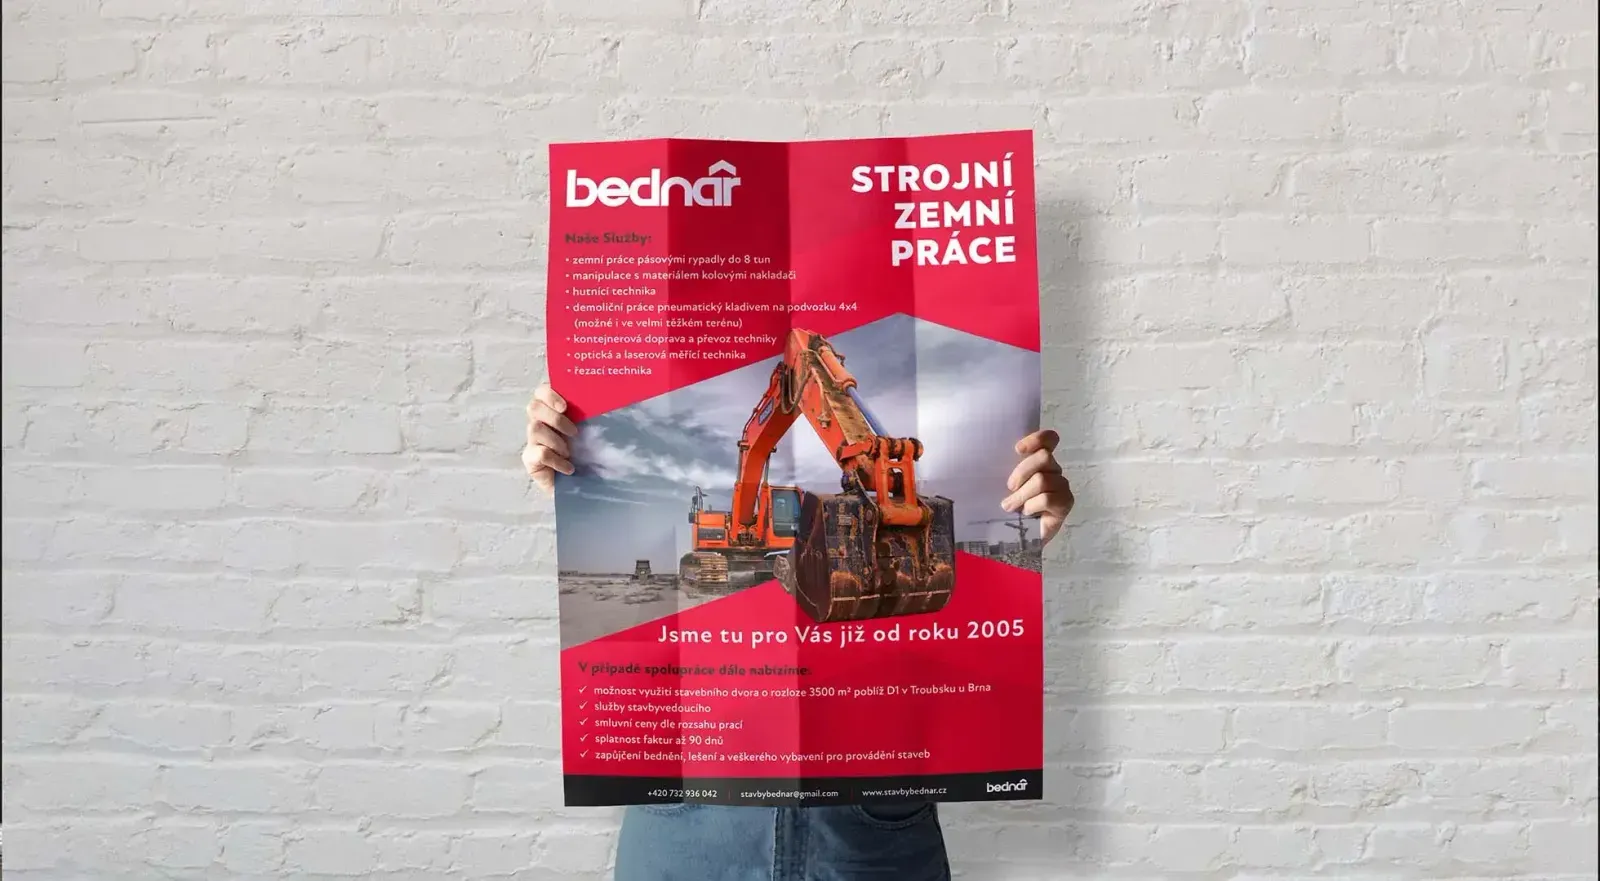 bednař
STROJNÍ
ZEMNÍ
PRÁCE
Naše Služby:
• zemní práce pásovými rypadly do 8 tun
• manipulace s materiálem kolovými nakladači
• hutnící technika
• demoliční práce pneumatický kladivem na podvozku 4x4
(možné i ve velmi těžkém terénu)
• kontejnerová doprava a převoz techniky
• optická a laserová měřící technika
• řezací technika
Jsme tu pro Vás již od roku 2005
V případě spolupráce dále nabízíme:
✓ možnost využití stavebního dvora o rozloze 3500 m² poblíž D1 v Troubsku u Brna
✓ služby stavbyvedoucího
✓ smluvní ceny dle rozsahu prací
✓ splatnost faktur až 90 dnů
✓ zapůjčení bednění, lešení a veškerého vybavení pro provádění staveb
+420 732 936 042 | stavbybednar@gmail.com | www.stavbybednar.cz
bednař